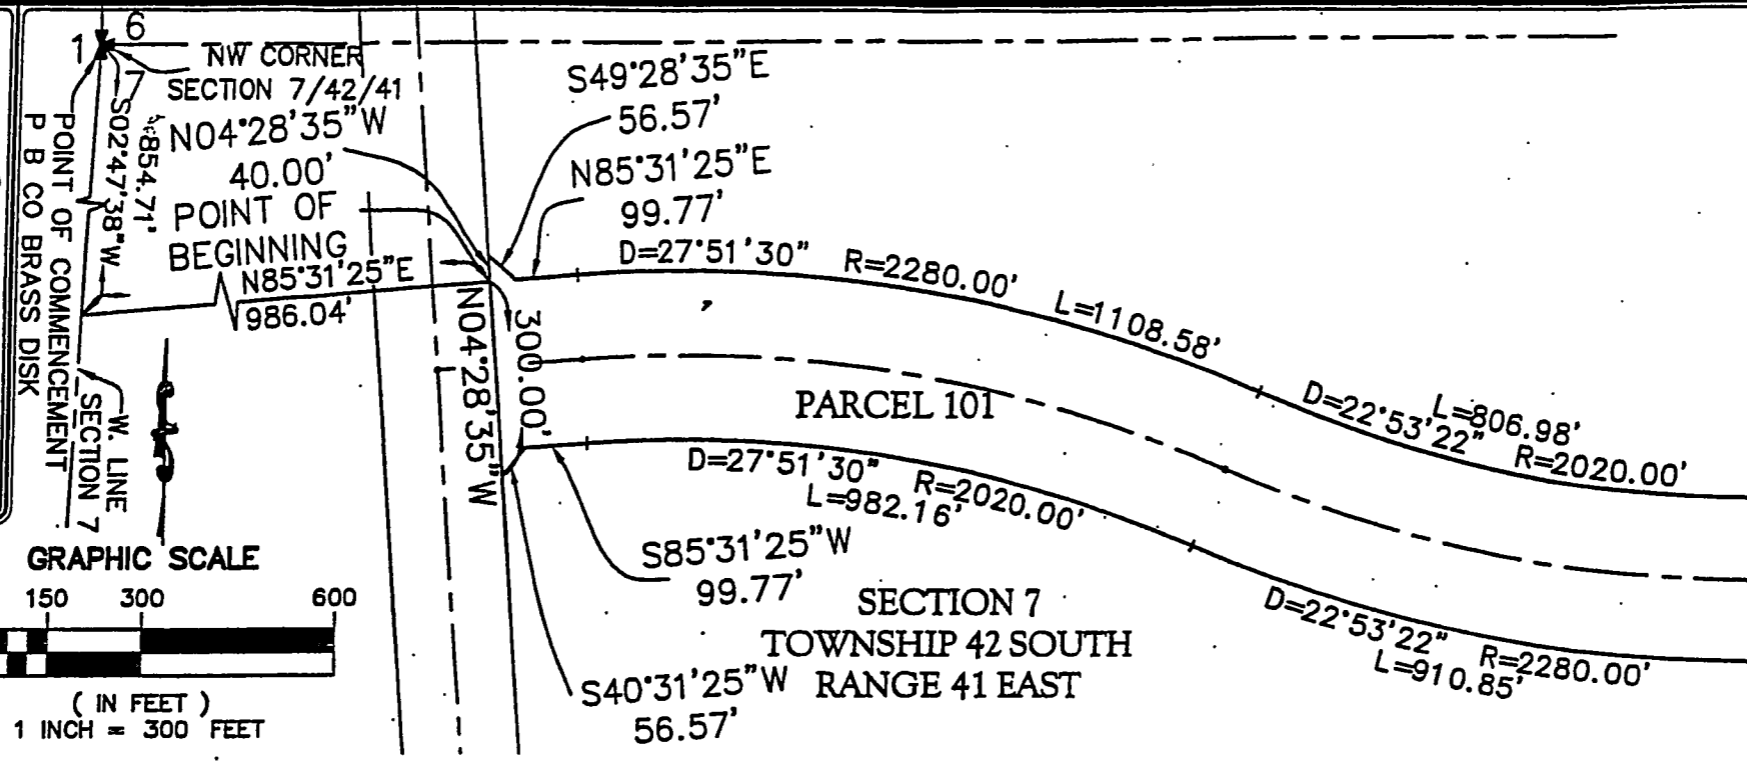 1 6
7
NW CORNER
SECTION 7/42/41
N04°28'35"W
40.00'
POINT OF
BEGINNING
N85°31'25"E
986.04'
S02°47'38"W
854.71'
POINT OF COMMENCEMENT
P B CO BRASS DISK
W. LINE
SECTION 7
S49°28'35"E
56.57'
N85°31'25"E
99.77'
D=27°51'30" R=2280.00'
L=1108.58'
D=22°53'22" L=806.98'
R=2020.00'
N04°28'35"W
300.00'
PARCEL 101
D=27°51'30" R=2020.00'
L=982.16'
S85°31'25"W
99.77'
S40°31'25"W
56.57'
SECTION 7
TOWNSHIP 42 SOUTH
RANGE 41 EAST
D=22°53'22" R=2280.00'
L=910.85'
GRAPHIC SCALE
150 300 600
( IN FEET )
1 INCH = 300 FEET